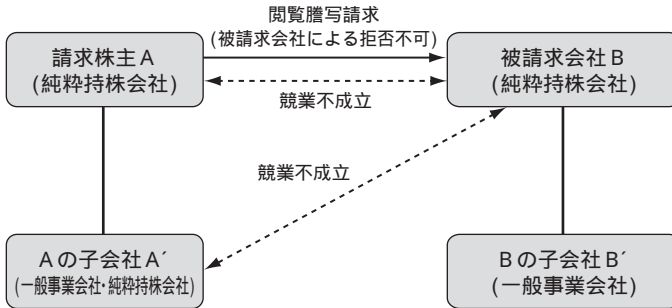 閲覧謄写請求
(被請求会社による拒否不可)
請求株主A
(純粋持株会社)
被請求会社B
(純粋持株会社)
競業不成立
競業不成立
Aの子会社A´
(一般事業会社・純粋持株会社)
Bの子会社B´
(一般事業会社)